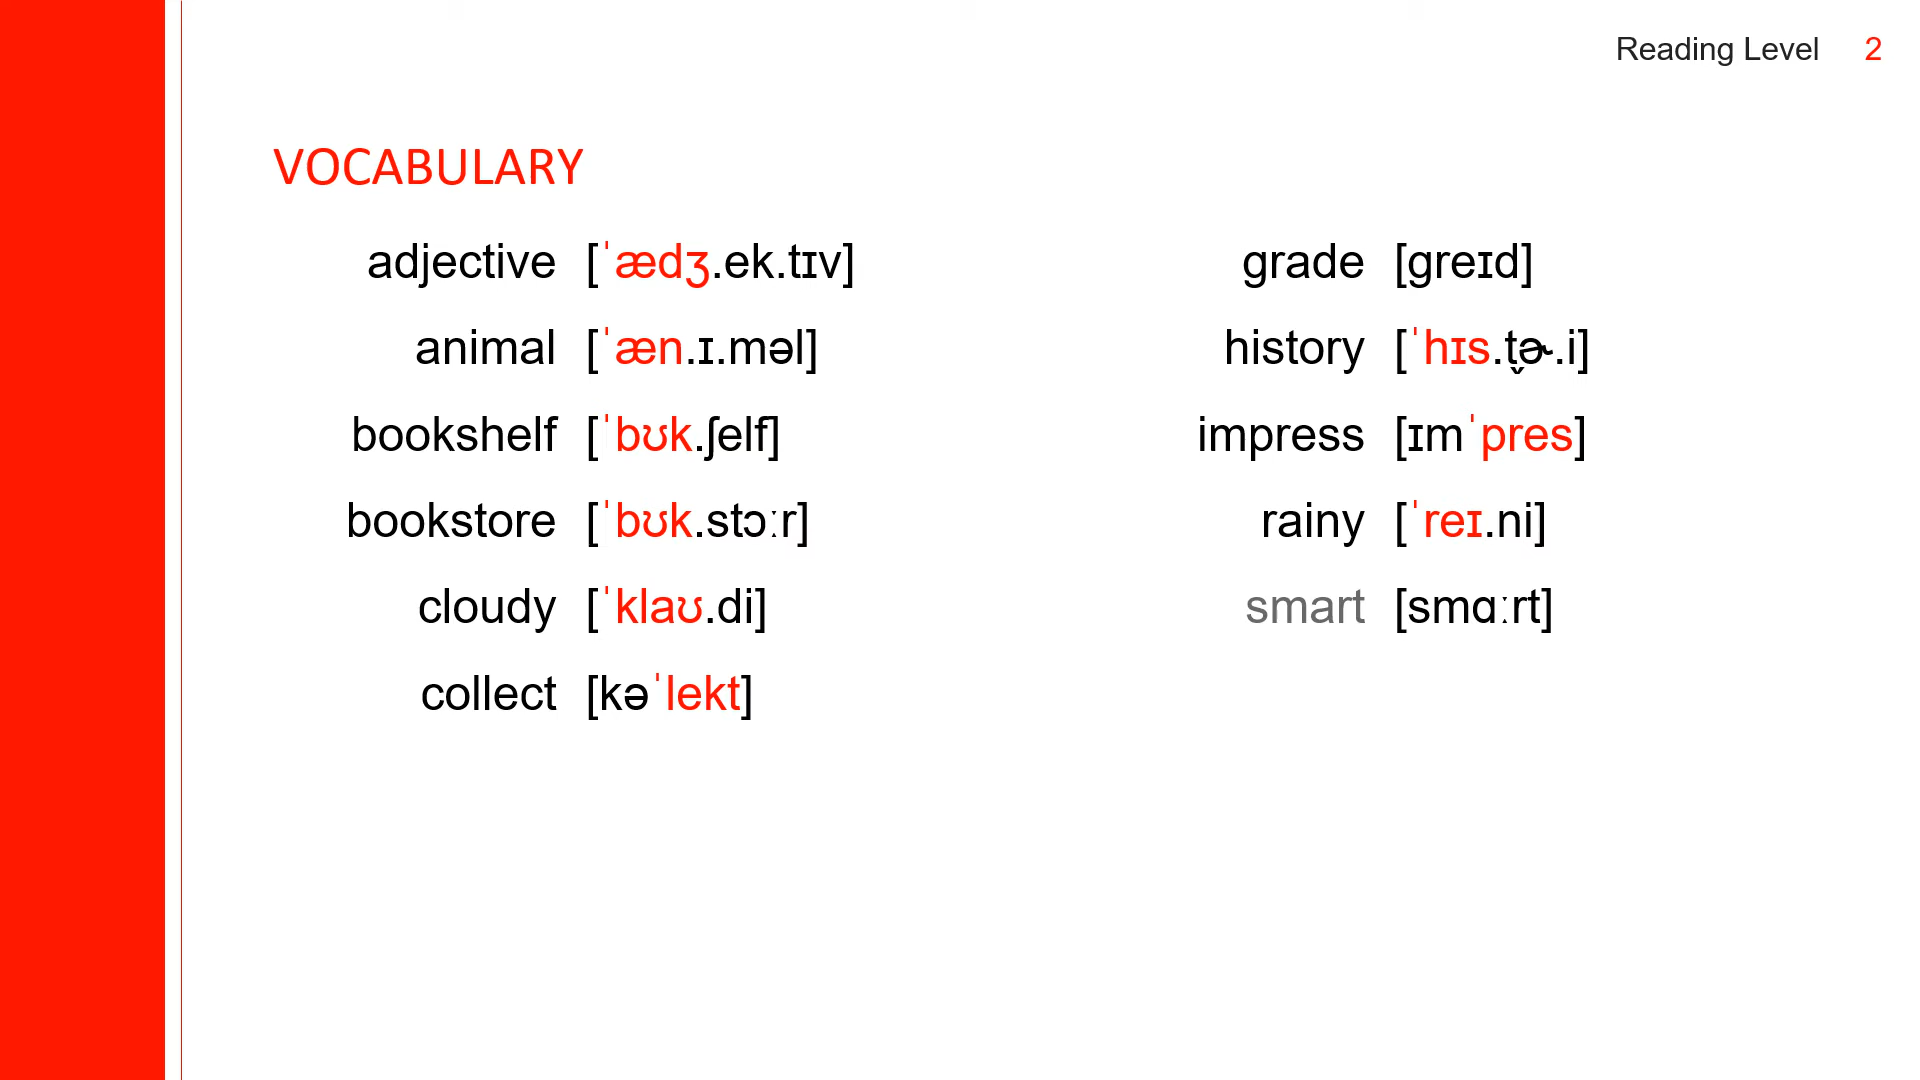 Reading Level 2
VOCABULARY
adjective [ˈædʒ.ek.tɪv]
animal [ˈæn.ɪ.məl]
bookshelf [ˈbʊk.ʃelf]
bookstore [ˈbʊk.stɔːr]
cloudy [ˈklaʊ.di]
collect [kəˈlekt]
grade [greɪd]
history [ˈhɪs.t̬ɚ.i]
impress [ɪmˈpres]
rainy [ˈreɪ.ni]
smart [smɑːrt]